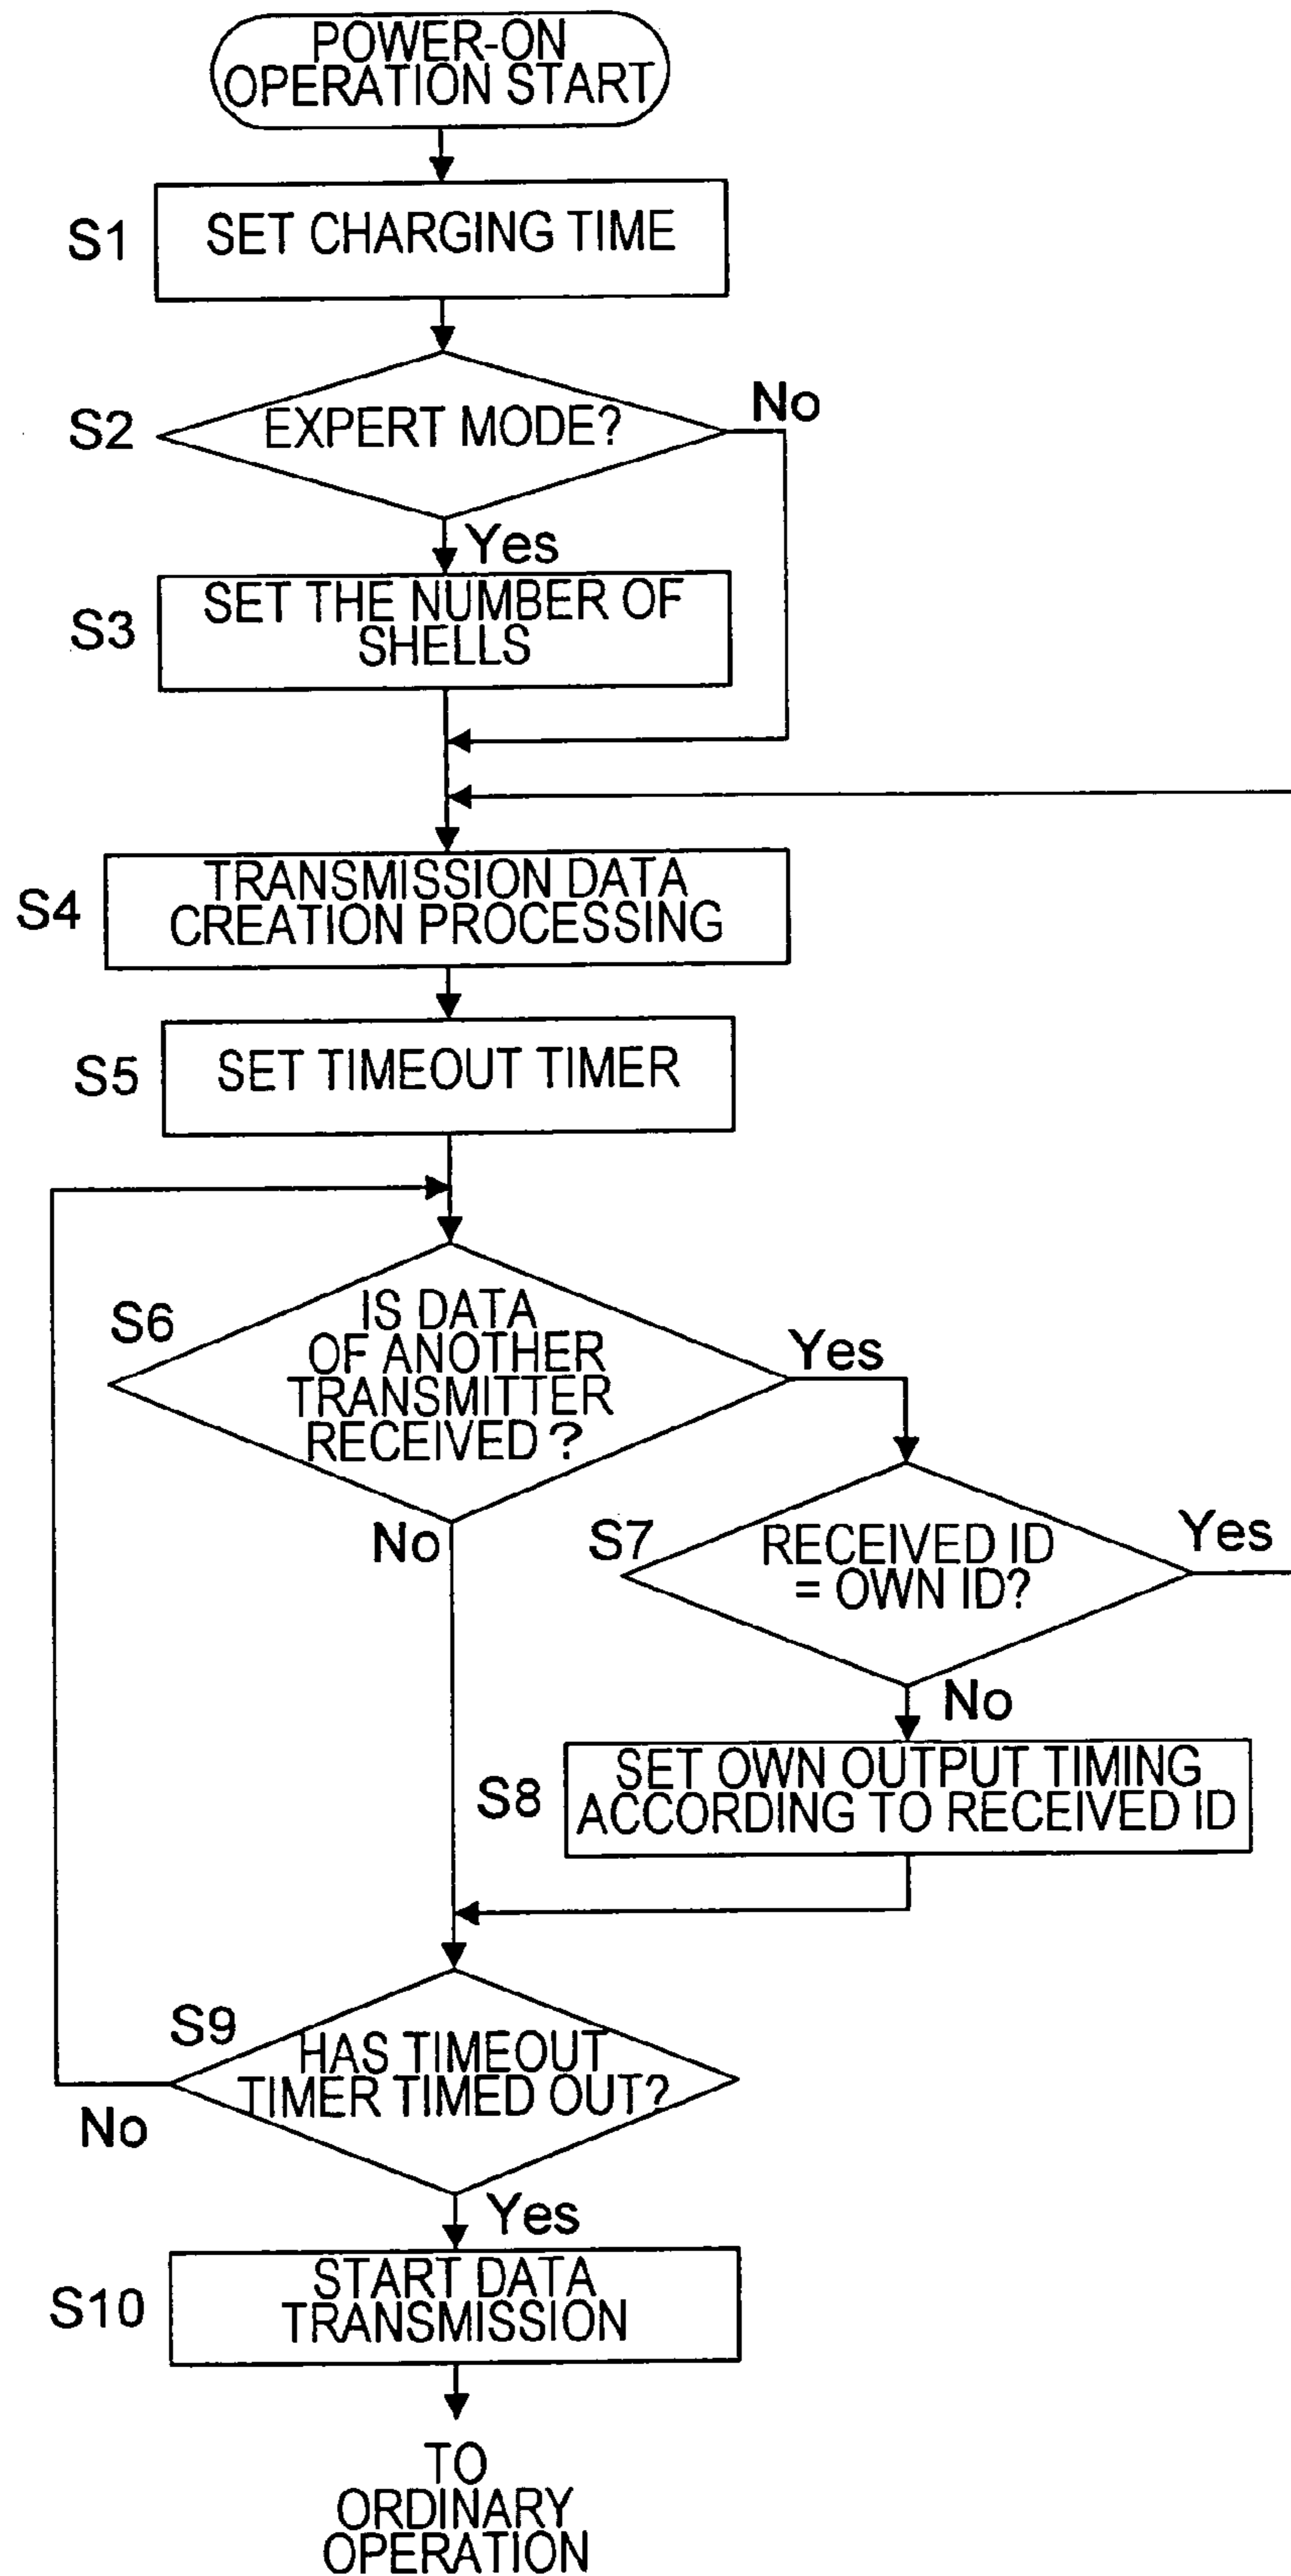 POWER-ON
OPERATION START
S1
SET CHARGING TIME
S2
EXPERT MODE?
No
Yes
S3
SET THE NUMBER OF
SHELLS
S4
TRANSMISSION DATA
CREATION PROCESSING
S5
SET TIMEOUT TIMER
S6
IS DATA
OF ANOTHER
TRANSMITTER
RECEIVED ?
Yes
No
S7
RECEIVED ID
= OWN ID?
Yes
No
S8
SET OWN OUTPUT TIMING
ACCORDING TO RECEIVED ID
S9
HAS TIMEOUT
TIMER TIMED OUT?
No
Yes
S10
START DATA
TRANSMISSION
TO
ORDINARY
OPERATION